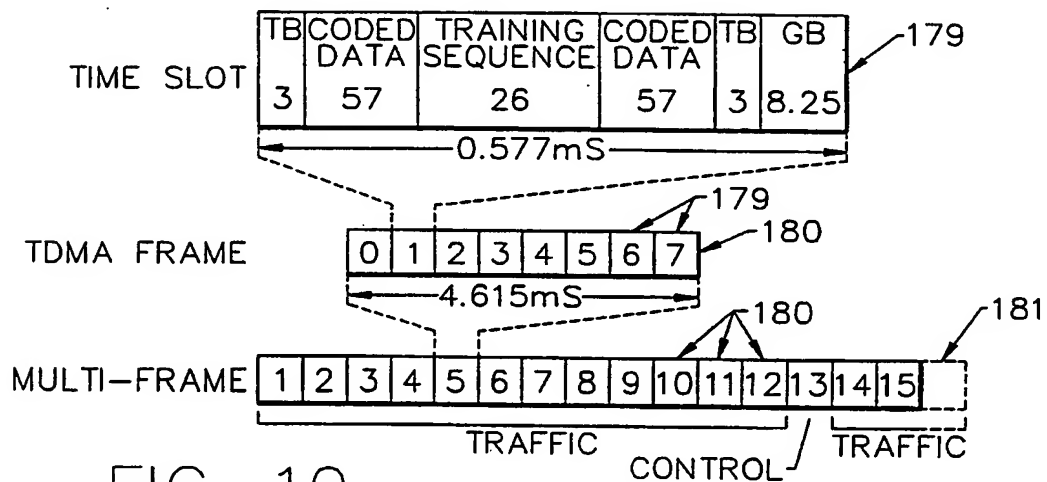 TIME SLOT
TB CODED DATA TRAINING SEQUENCE CODED DATA TB GB
3 57 26 57 3 8.25
179
0.577mS
179
TDMA FRAME 0 1 2 3 4 5 6 7 180
4.615mS
180
181
MULTI-FRAME 1 2 3 4 5 6 7 8 9 10 11 12 13 14 15
TRAFFIC CONTROL TRAFFIC